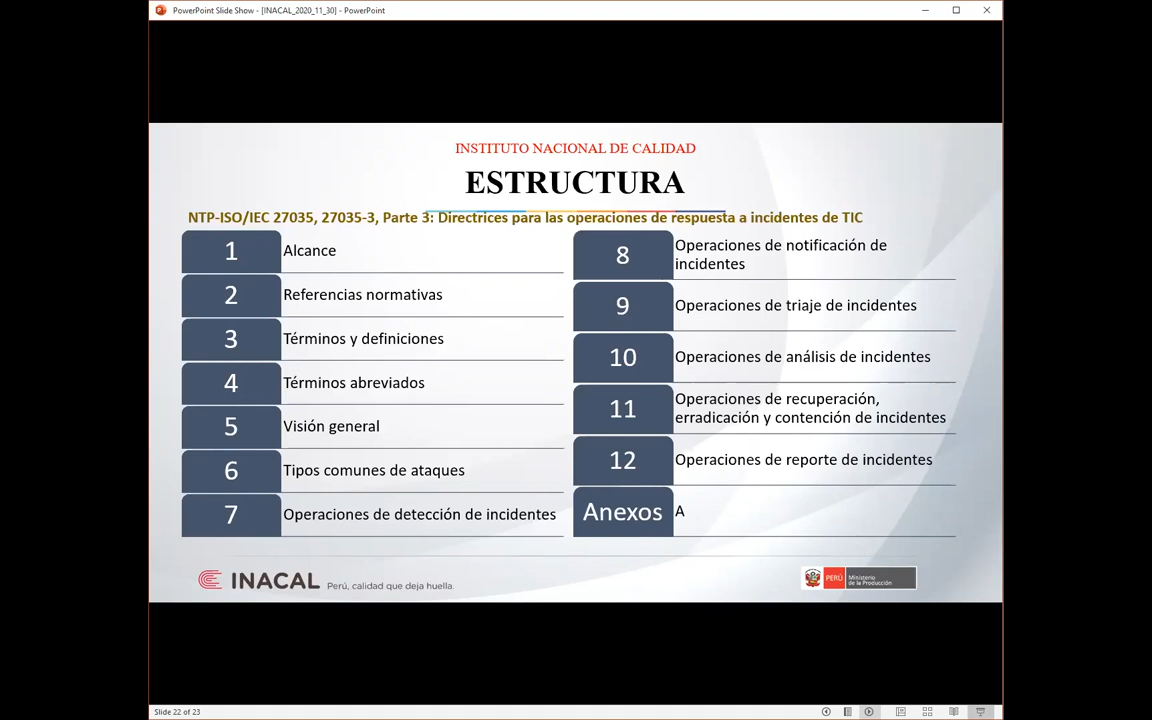 PowerPoint Slide Show - [INACAL_2020_11_30] - PowerPoint
INSTITUTO NACIONAL DE CALIDAD
ESTRUCTURA
NTP-ISO/IEC 27035, 27035-3, Parte 3: Directrices para las operaciones de respuesta a incidentes de TIC
1 Alcance
2 Referencias normativas
3 Términos y definiciones
4 Términos abreviados
5 Visión general
6 Tipos comunes de ataques
7 Operaciones de detección de incidentes
8 Operaciones de notificación de
incidentes
9 Operaciones de triaje de incidentes
10 Operaciones de análisis de incidentes
11 Operaciones de recuperación,
erradicación y contención de incidentes
12 Operaciones de reporte de incidentes
Anexos A
INACAL Perú, calidad que deja huella.
PERÚ Ministerio
de la Producción
Slide 22 of 23